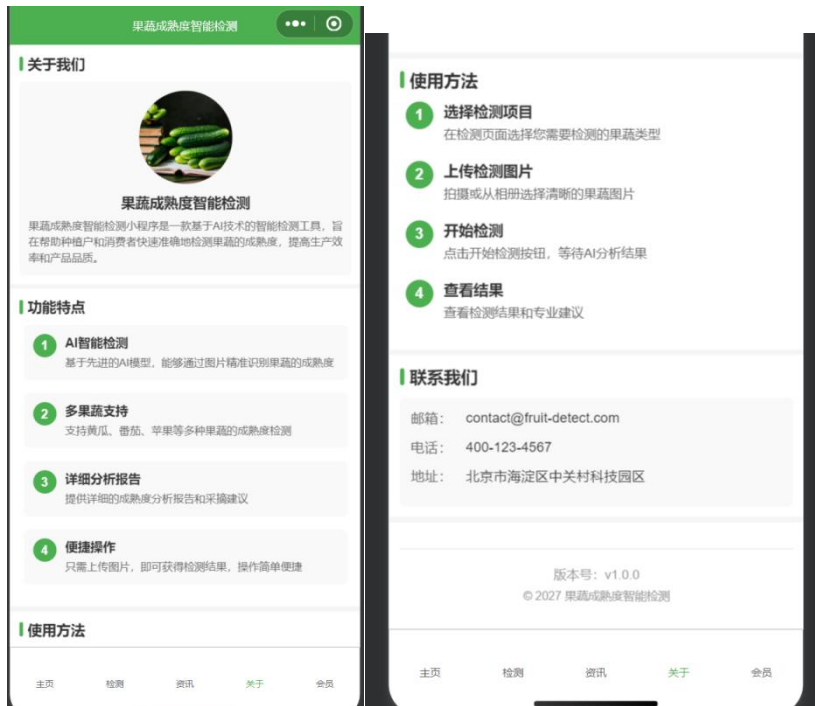 果蔬成熟度智能检测
关于我们
果蔬成熟度智能检测
果蔬成熟度智能检测小程序是一款基于AI技术的智能检测工具，旨
在帮助种植户和消费者快速准确地检测果蔬的成熟度，提高生产效
率和产品品质。
功能特点
1
AI智能检测
基于先进的AI模型，能够通过图片精准识别果蔬的成熟度
2
多果蔬支持
支持黄瓜、番茄、苹果等多种果蔬的成熟度检测
3
详细分析报告
提供详细的成熟度分析报告和采摘建议
4
便捷操作
只需上传图片，即可获得检测结果，操作简单便捷
使用方法
主页
检测
资讯
关于
会员
使用方法
1
选择检测项目
在检测页面选择您需要检测的果蔬类型
2
上传检测图片
拍摄或从相册选择清晰的果蔬图片
3
开始检测
点击开始检测按钮，等待AI分析结果
4
查看结果
查看检测结果和专业建议
联系我们
邮箱： contact@fruit-detect.com
电话： 400-123-4567
地址： 北京市海淀区中关村科技园区
版本号：v1.0.0
© 2027 果蔬成熟度智能检测
主页
检测
资讯
关于
会员